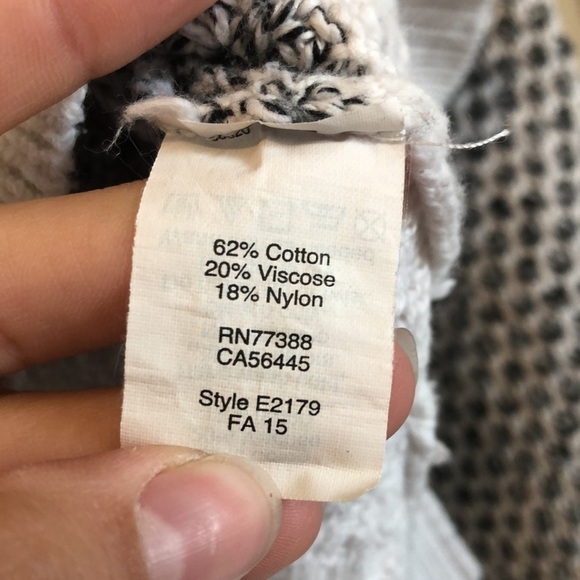 62% Cotton
20% Viscose
18% Nylon
RN77388
CA56445
Style E2179
FA 15